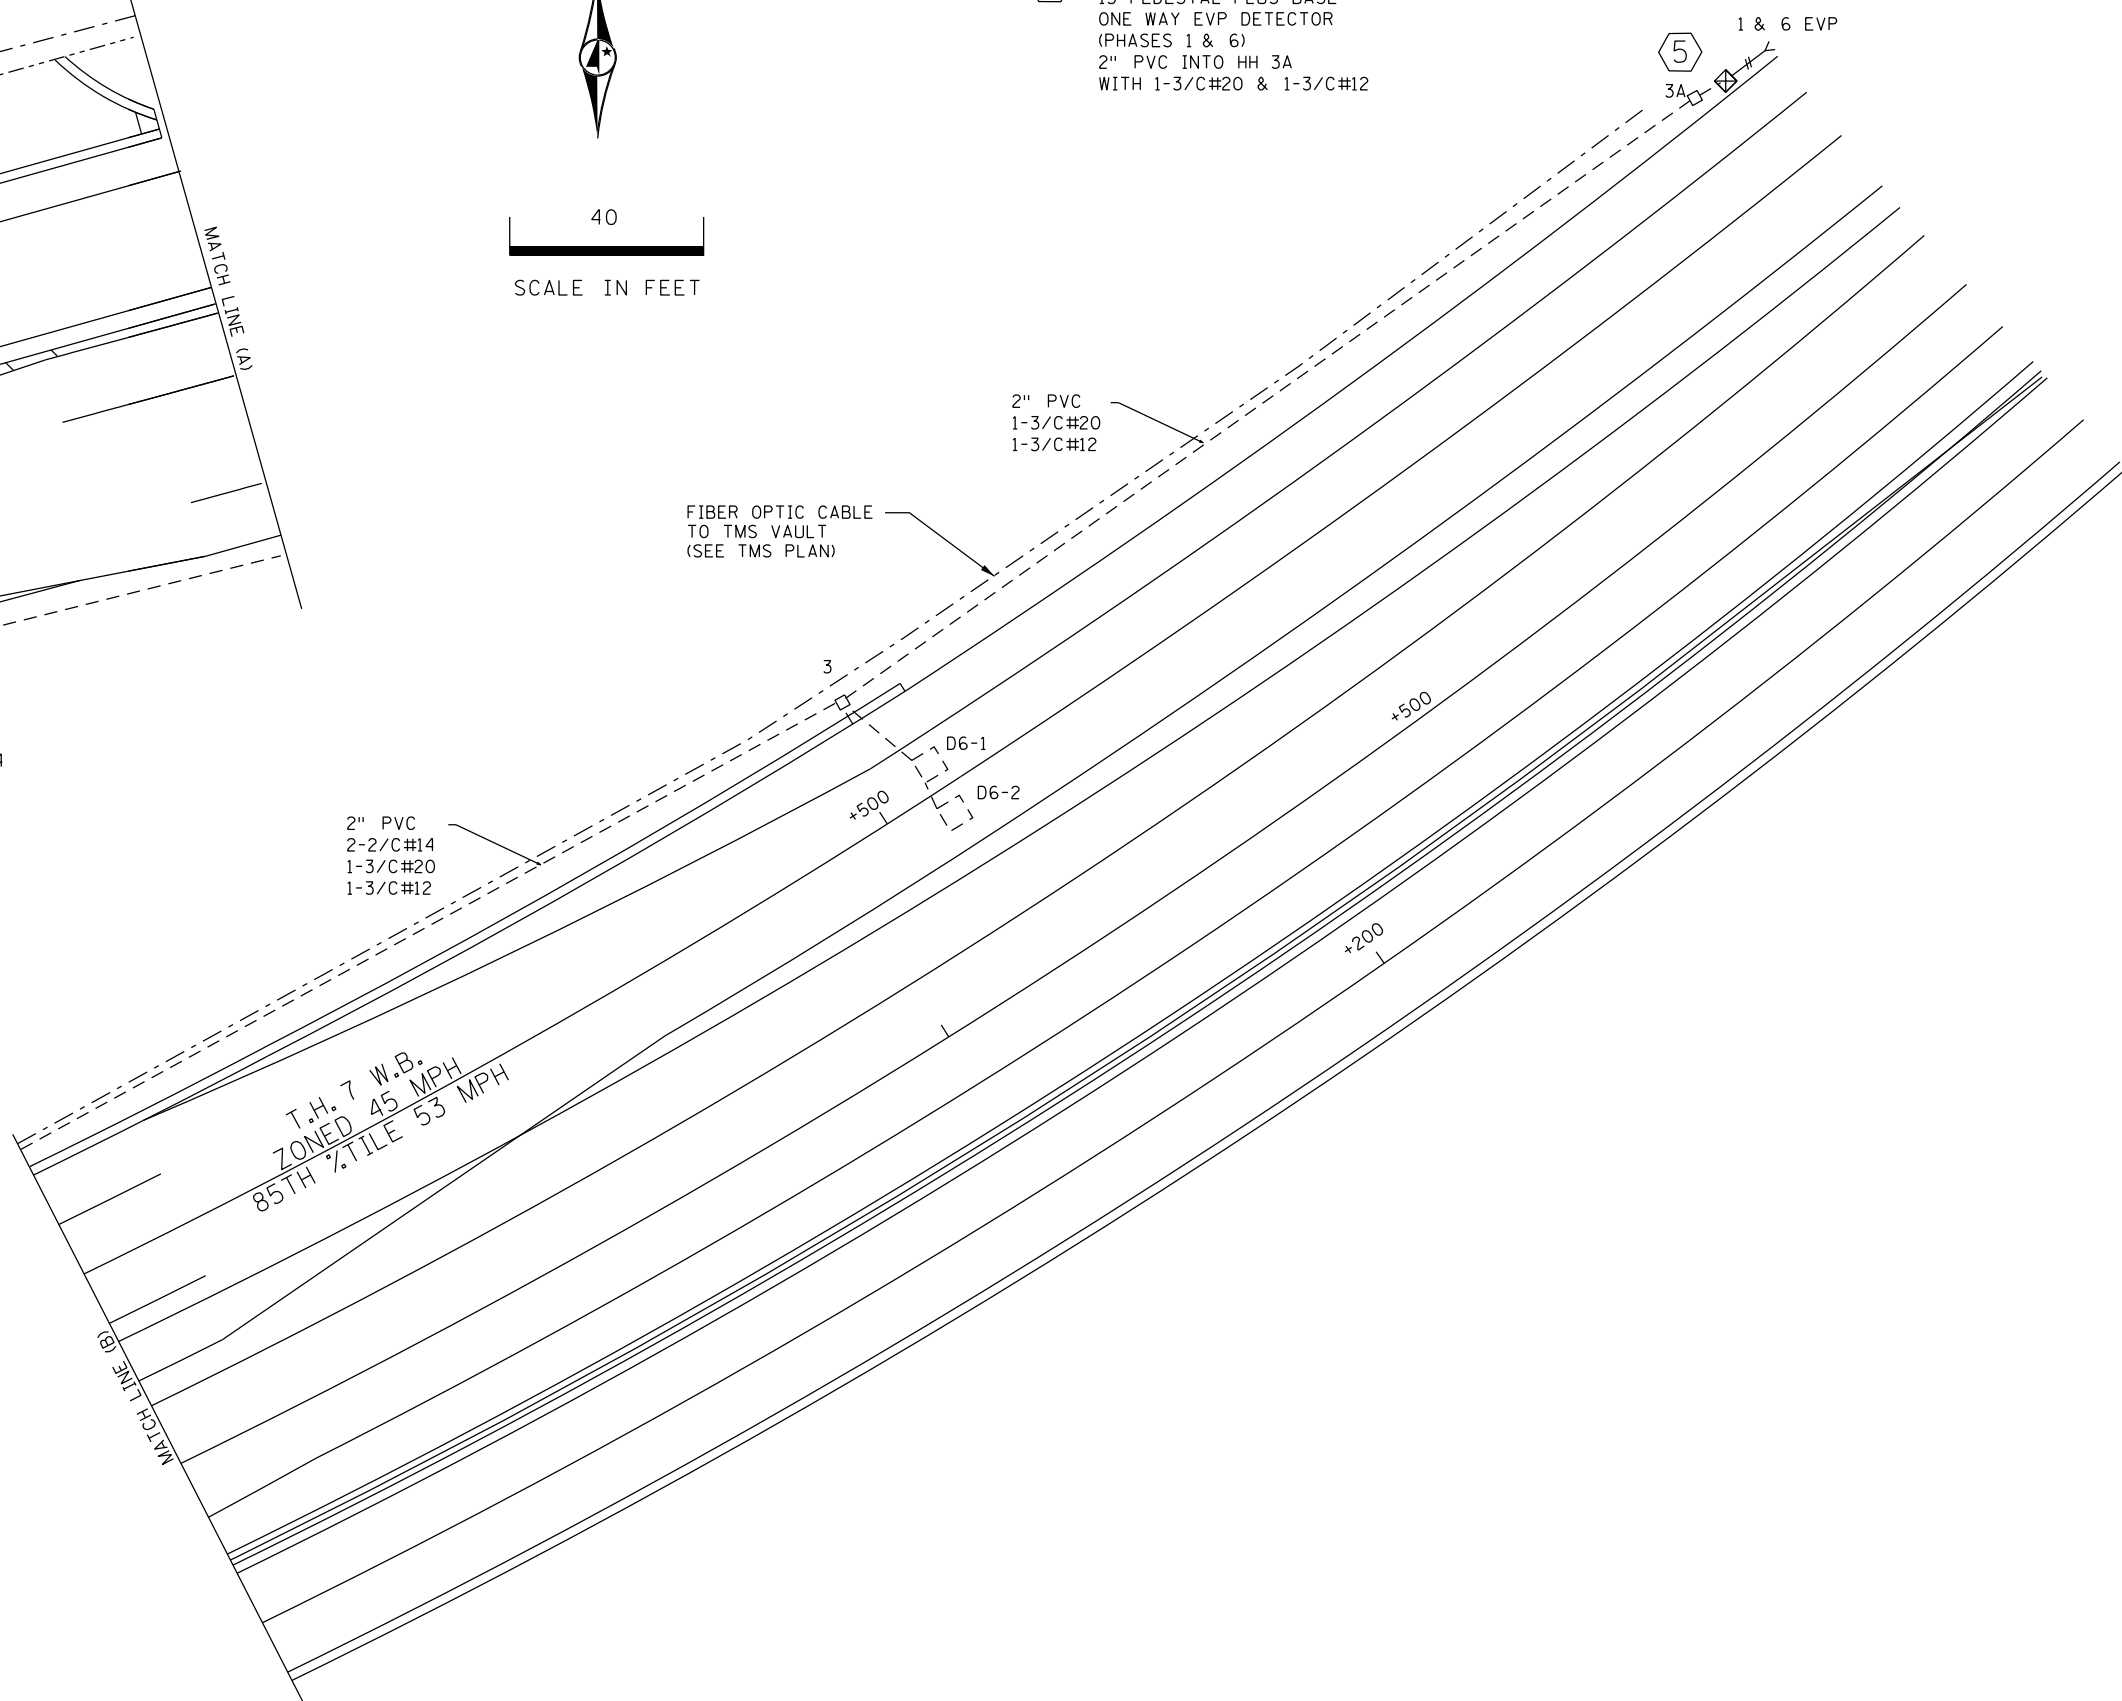 ONE WAY EVP DETECTOR
(PHASES 1 & 6)
2" PVC INTO HH 3A
WITH 1-3/C#20 & 1-3/C#12
1 & 6 EVP
5
3A
40
SCALE IN FEET
MATCH LINE (A)
2" PVC
1-3/C#20
1-3/C#12
FIBER OPTIC CABLE
TO TMS VAULT
(SEE TMS PLAN)
3
D6-1
D6-2
+500
+500
2" PVC
2-2/C#14
1-3/C#20
1-3/C#12
+200
T.H. 7 W.B.
ZONED 45 MPH
85TH %TILE 53 MPH
MATCH LINE (B)